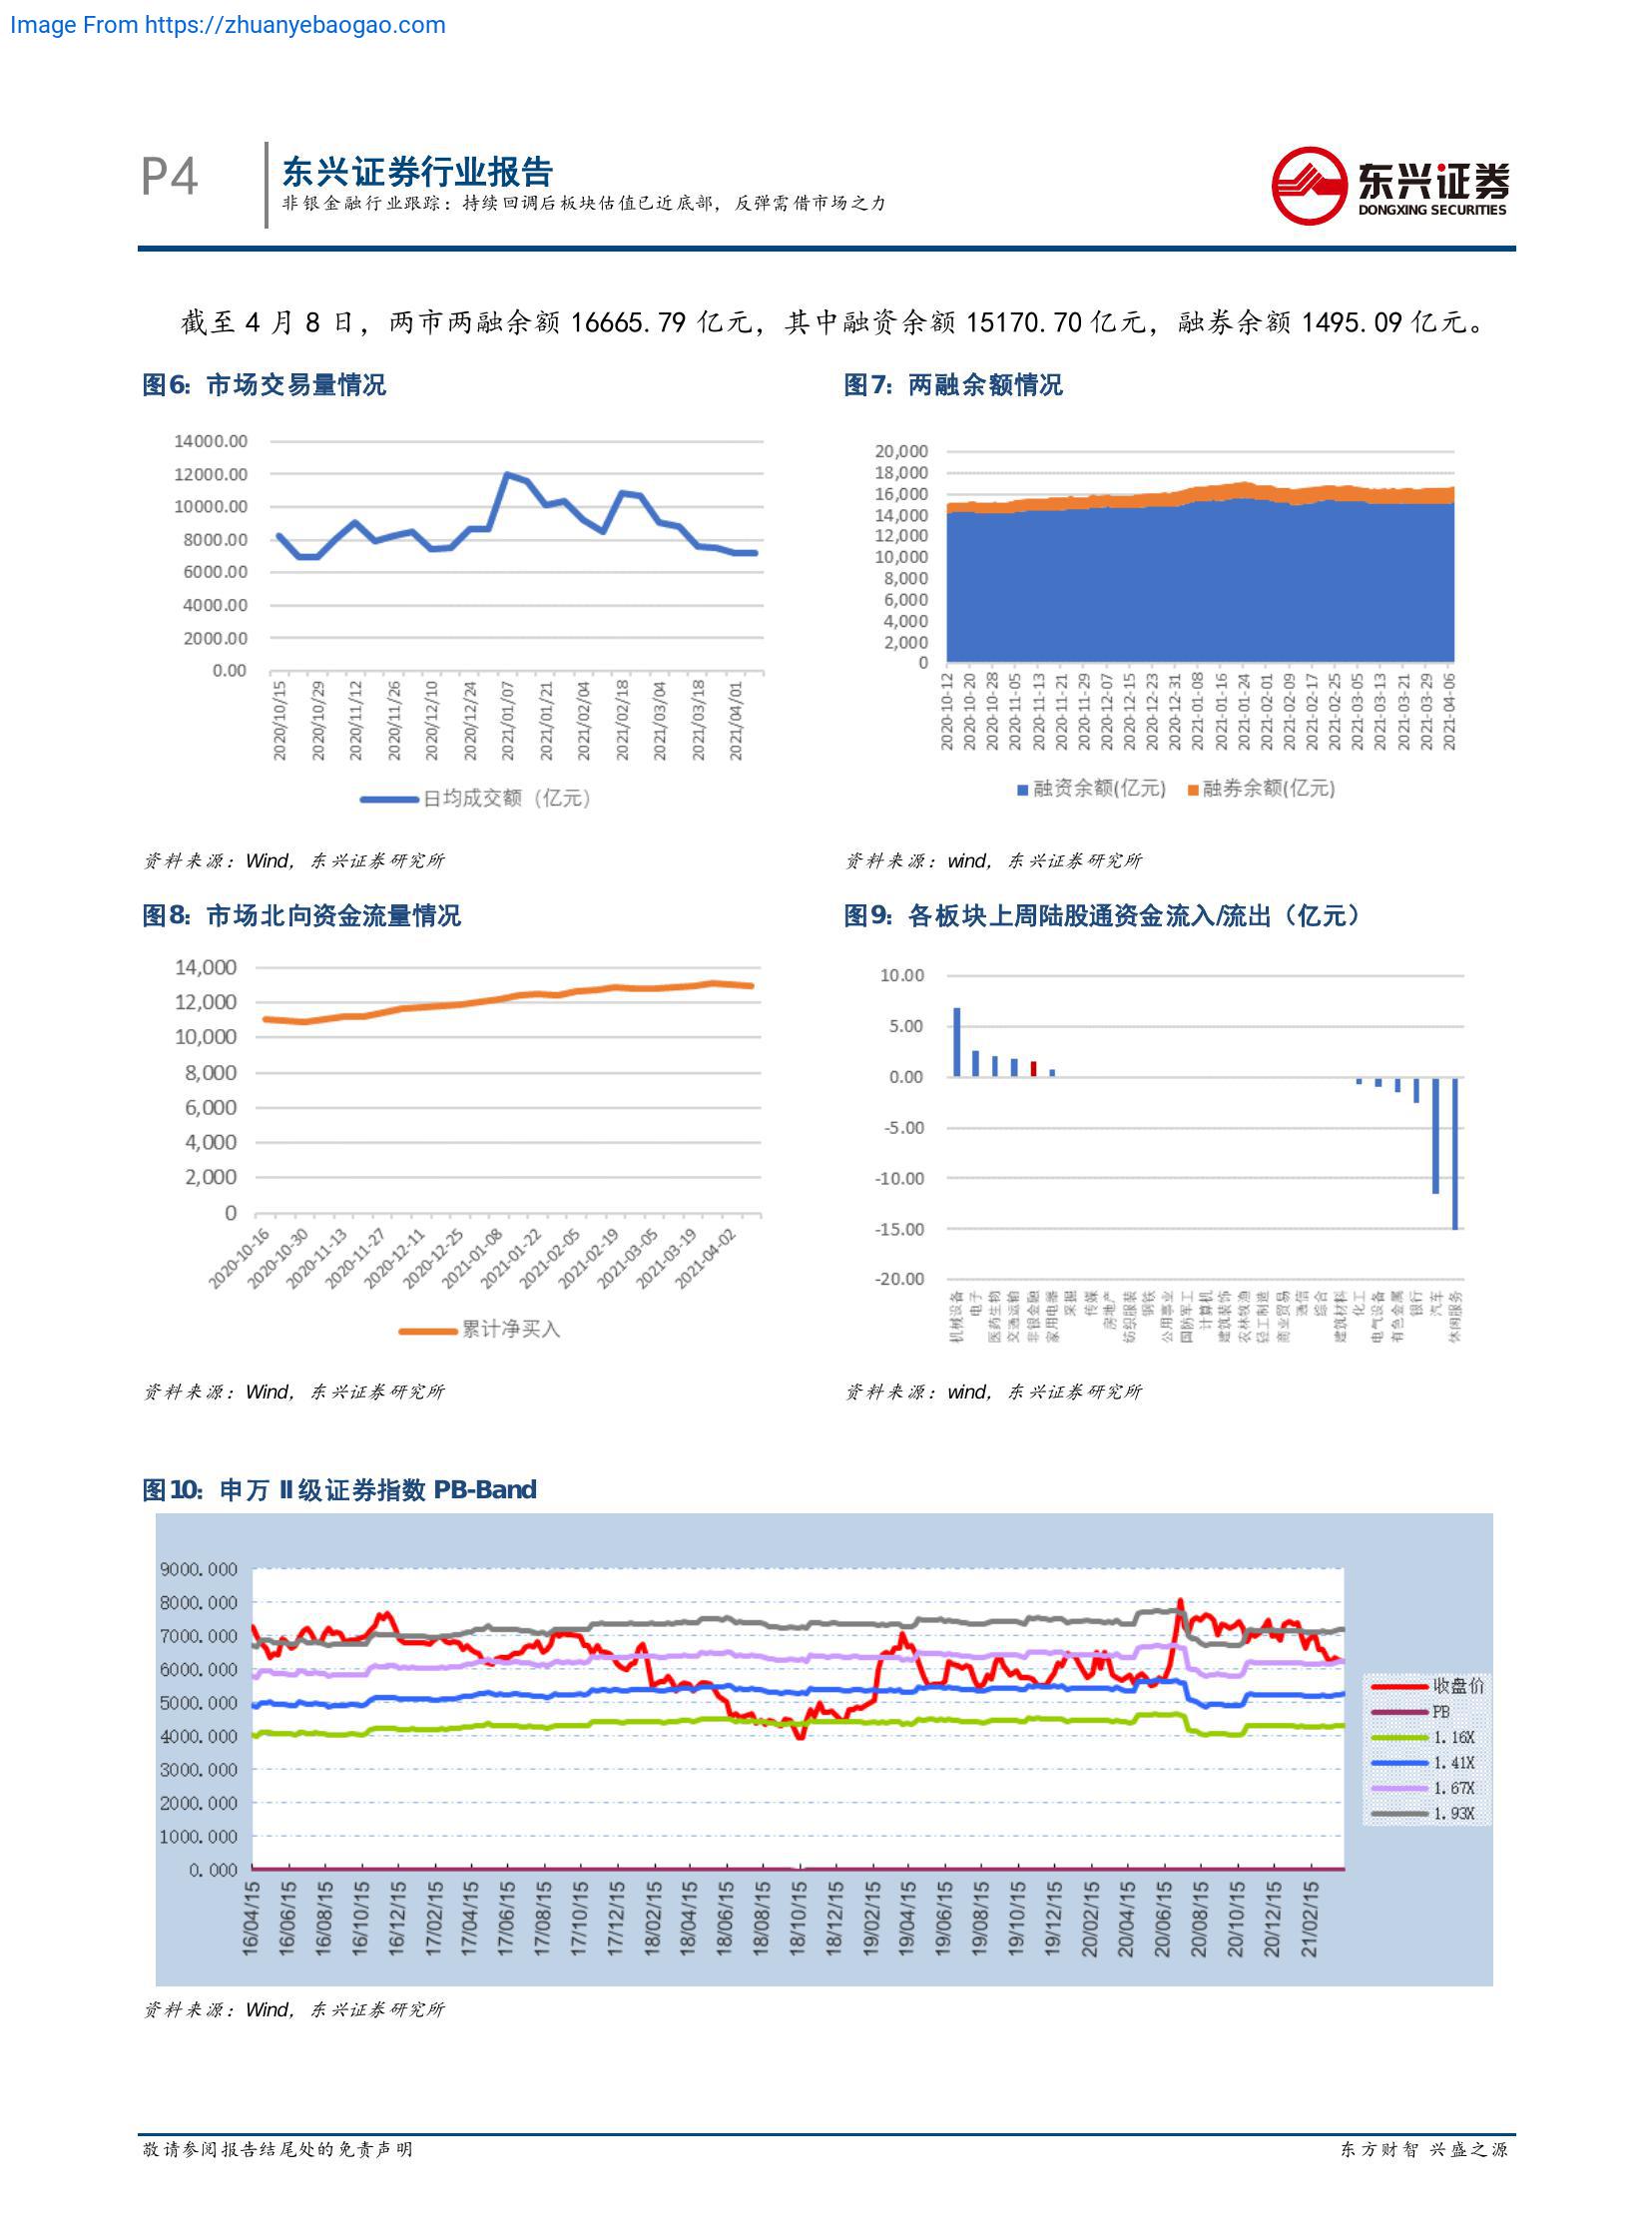 Image From https://zhuanyebaogao.com
P4
东兴证券行业报告
非银金融行业跟踪：持续回调后板块估值已近底部，反弹需借市场之力
东兴证券
DONGXING SECURITIES
截至 4 月 8 日，两市两融余额 16665.79 亿元，其中融资余额 15170.70 亿元，融券余额 1495.09 亿元。
图6：市场交易量情况
14000.00
12000.00
10000.00
8000.00
6000.00
4000.00
2000.00
0.00
2020/10/15
2020/10/29
2020/11/12
2020/11/26
2020/12/10
2020/12/24
2021/01/07
2021/01/21
2021/02/04
2021/02/18
2021/03/04
2021/03/18
2021/04/01
日均成交额（亿元）
资料来源：Wind，东兴证券研究所
图7：两融余额情况
20,000
18,000
16,000
14,000
12,000
10,000
8,000
6,000
4,000
2,000
0
2020-10-12
2020-10-20
2020-10-28
2020-11-05
2020-11-13
2020-11-21
2020-11-29
2020-12-07
2020-12-15
2020-12-23
2020-12-31
2021-01-08
2021-01-16
2021-01-24
2021-02-01
2021-02-09
2021-02-17
2021-02-25
2021-03-05
2021-03-13
2021-03-21
2021-03-29
2021-04-06
融资余额(亿元)
融券余额(亿元)
资料来源：wind，东兴证券研究所
图8：市场北向资金流量情况
14,000
12,000
10,000
8,000
6,000
4,000
2,000
0
2020-10-16
2020-10-30
2020-11-13
2020-11-27
2020-12-11
2020-12-25
2021-01-08
2021-01-22
2021-02-05
2021-02-19
2021-03-05
2021-03-19
2021-04-02
累计净买入
资料来源：Wind，东兴证券研究所
图9：各板块上周陆股通资金流入/流出（亿元）
10.00
5.00
0.00
-5.00
-10.00
-15.00
-20.00
机械设备
电子
医药生物
交通运输
非银金融
家用电器
采掘
传媒
房地产
纺织服装
钢铁
公用事业
国防军工
计算机
建筑装饰
农林牧渔
轻工制造
商业贸易
通信
综合
建筑材料
化工
电气设备
有色金属
银行
汽车
休闲服务
资料来源：wind，东兴证券研究所
图10：申万 II 级证券指数 PB-Band
9000.000
8000.000
7000.000
6000.000
5000.000
4000.000
3000.000
2000.000
1000.000
0.000
16/04/15
16/06/15
16/08/15
16/10/15
16/12/15
17/02/15
17/04/15
17/06/15
17/08/15
17/10/15
17/12/15
18/02/15
18/04/15
18/06/15
18/08/15
18/10/15
18/12/15
19/02/15
19/04/15
19/06/15
19/08/15
19/10/15
19/12/15
20/02/15
20/04/15
20/06/15
20/08/15
20/10/15
20/12/15
21/02/15
收盘价
PB
1.16X
1.41X
1.67X
1.93X
资料来源：Wind，东兴证券研究所
敬请参阅报告结尾处的免责声明
东方财智 兴盛之源